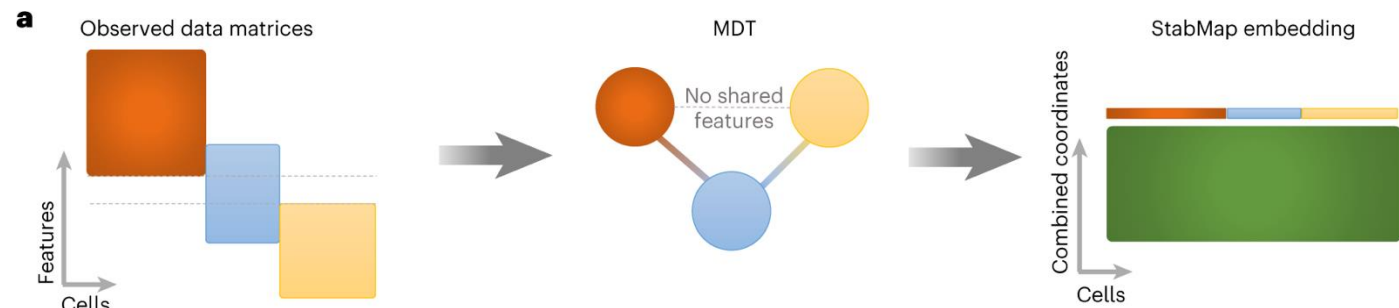 a
Observed data matrices
Features
Cells
MDT
No shared
features
StabMap embedding
Combined coordinates
Cells